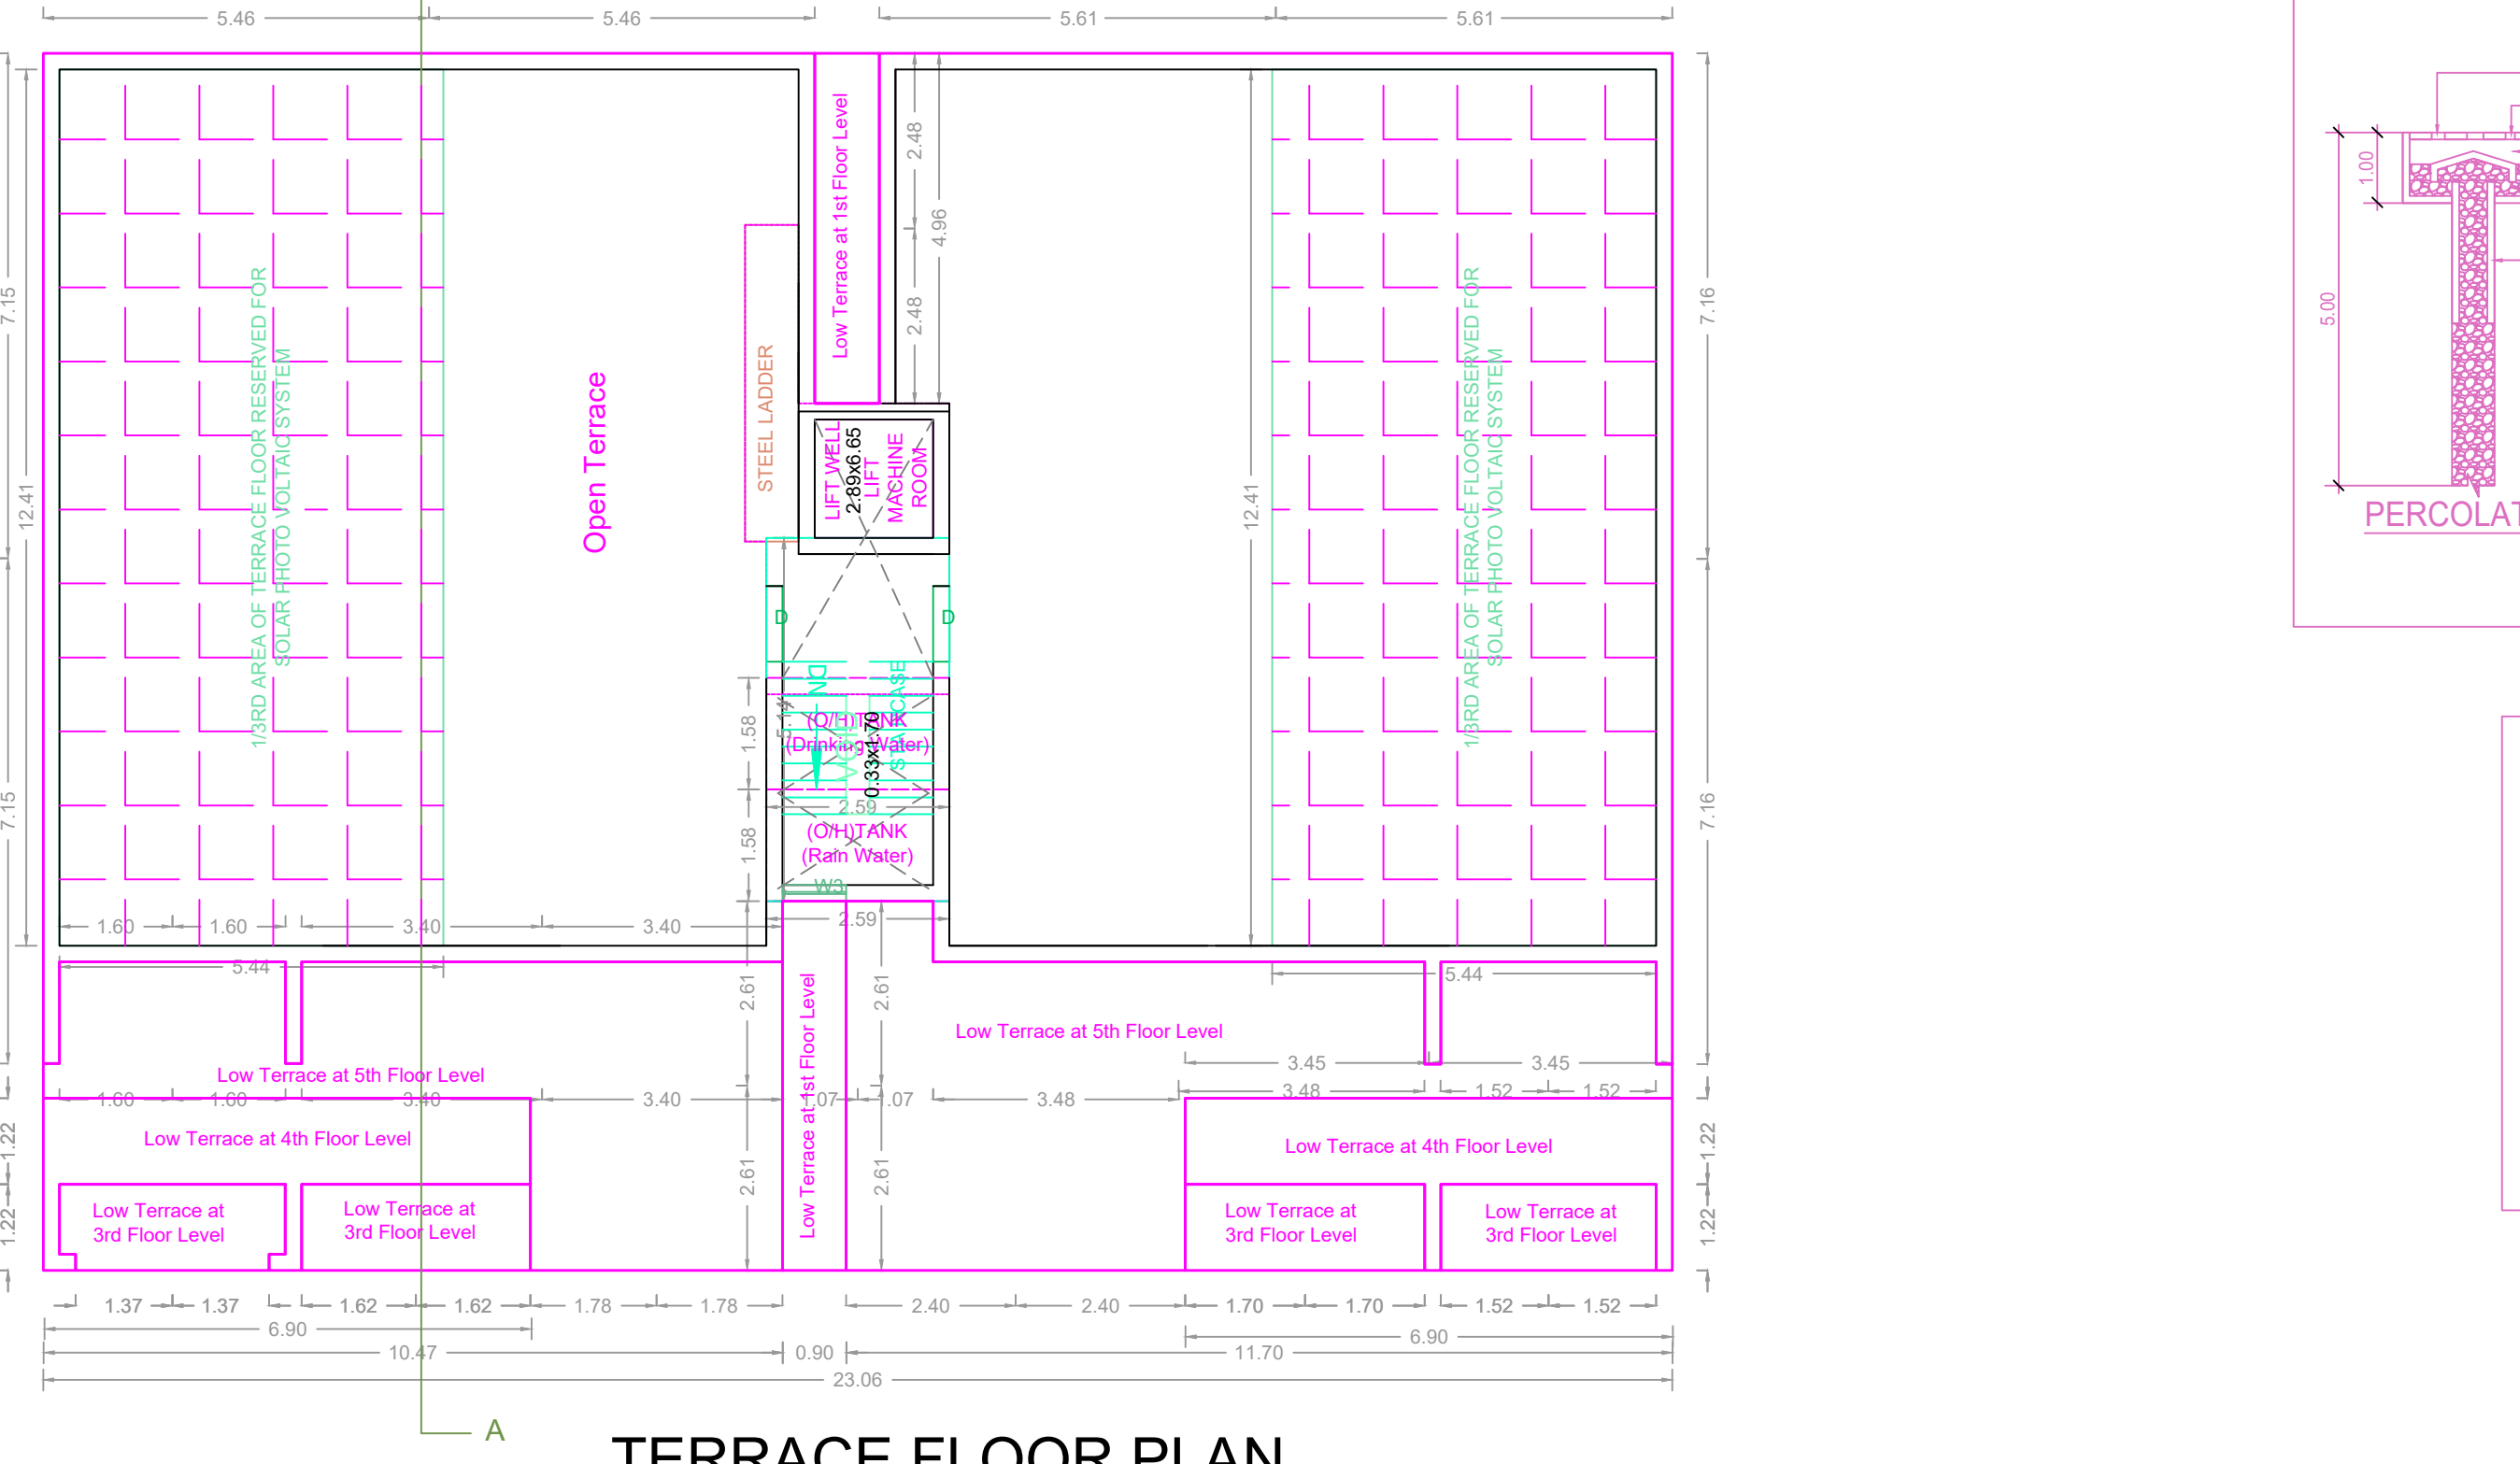 5.46
5.46
5.61
5.61
12.41
7.15
7.15
1.22
1.22
1/3RD AREA OF TERRACE FLOOR RESERVED FOR
SOLAR PHOTO VOLTAIC SYSTEM
Open Terrace
STEEL LADDER
Low Terrace at 1st Floor Level
2.48
2.48
4.96
LIFT WELL
2.89x6.65
LIFT
MACHINE
ROOM
12.41
1/3RD AREA OF TERRACE FLOOR RESERVED FOR
SOLAR PHOTO VOLTAIC SYSTEM
7.16
7.16
1.22
1.22
D
D
DN
STAIRCASE
VOID
0.33x1.70
5.14
1.58
1.58
(O/H)TANK
(Drinking Water)
2.59
(O/H)TANK
(Rain Water)
W3
2.59
1.60
1.60
3.40
3.40
5.44
5.44
2.61
2.61
2.61
2.61
Low Terrace at 1st Floor Level
Low Terrace at 5th Floor Level
Low Terrace at 5th Floor Level
3.45
3.45
1.60
1.60
3.40
3.40
1.07
1.07
3.48
3.48
1.52
1.52
Low Terrace at 4th Floor Level
Low Terrace at 4th Floor Level
Low Terrace at
3rd Floor Level
Low Terrace at
3rd Floor Level
Low Terrace at
3rd Floor Level
Low Terrace at
3rd Floor Level
1.37
1.37
1.62
1.62
1.78
1.78
2.40
2.40
1.70
1.70
1.52
1.52
6.90
6.90
10.47
0.90
11.70
23.06
A
TERRACE FLOOR PLAN
1.00
5.00
PERCOLAT